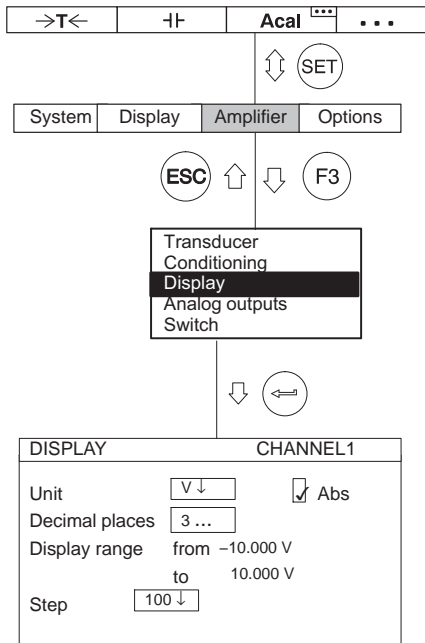 →T← ⊣⊢ Acal ...
SET
System Display Amplifier Options
ESC F3
Transducer
Conditioning
Display
Analog outputs
Switch
DISPLAY CHANNEL1
Unit V↓ ✓ Abs
Decimal places 3 ...
Display range from –10.000 V
to 10.000 V
Step 100 ↓